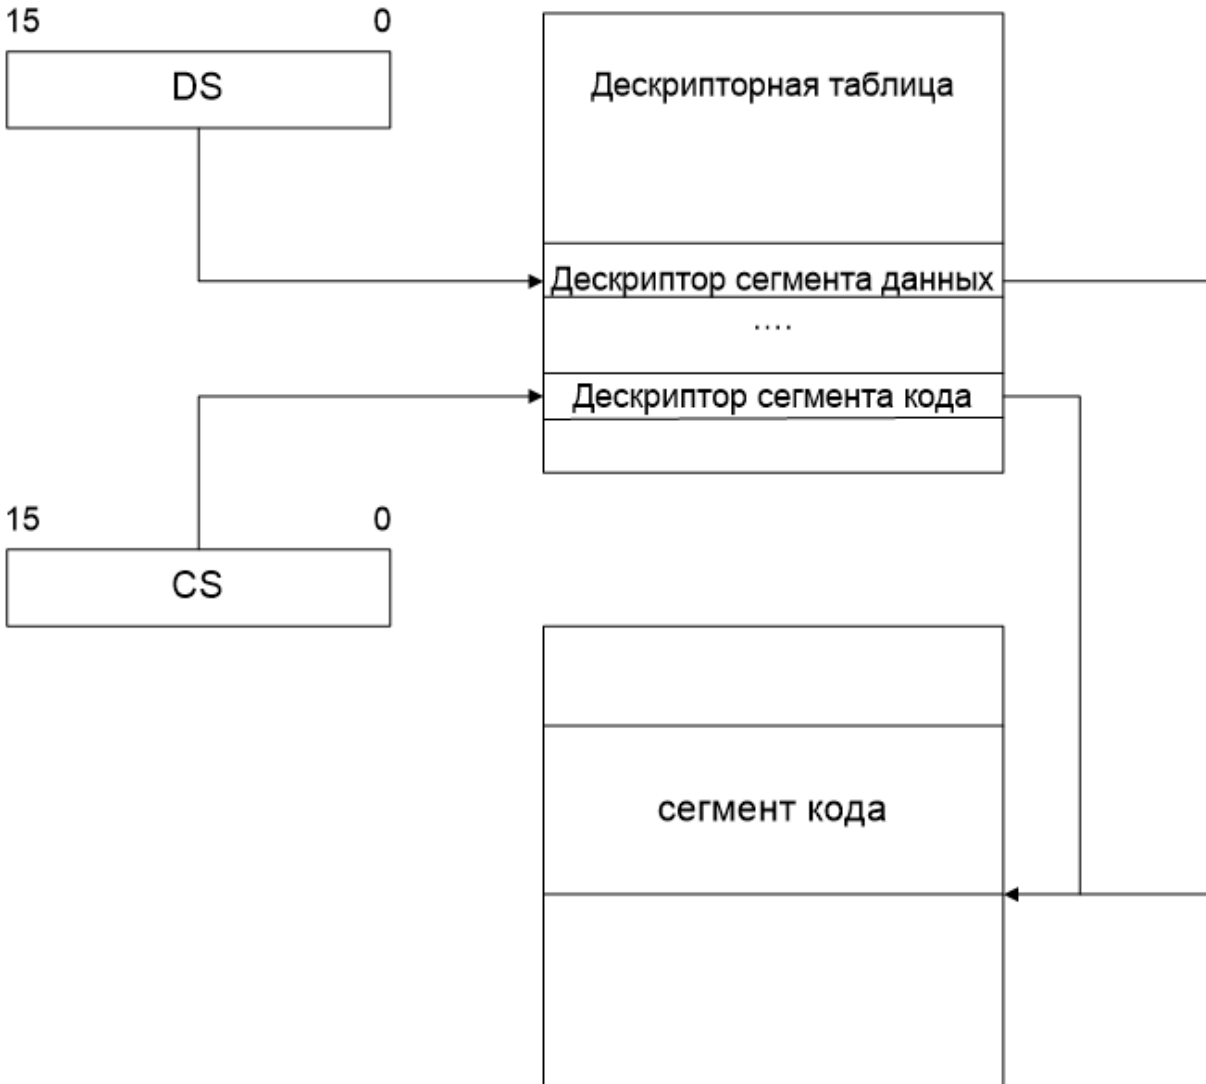 15 0
DS
Дескрипторная таблица
Дескриптор сегмента данных
....
Дескриптор сегмента кода
15 0
CS
сегмент кода